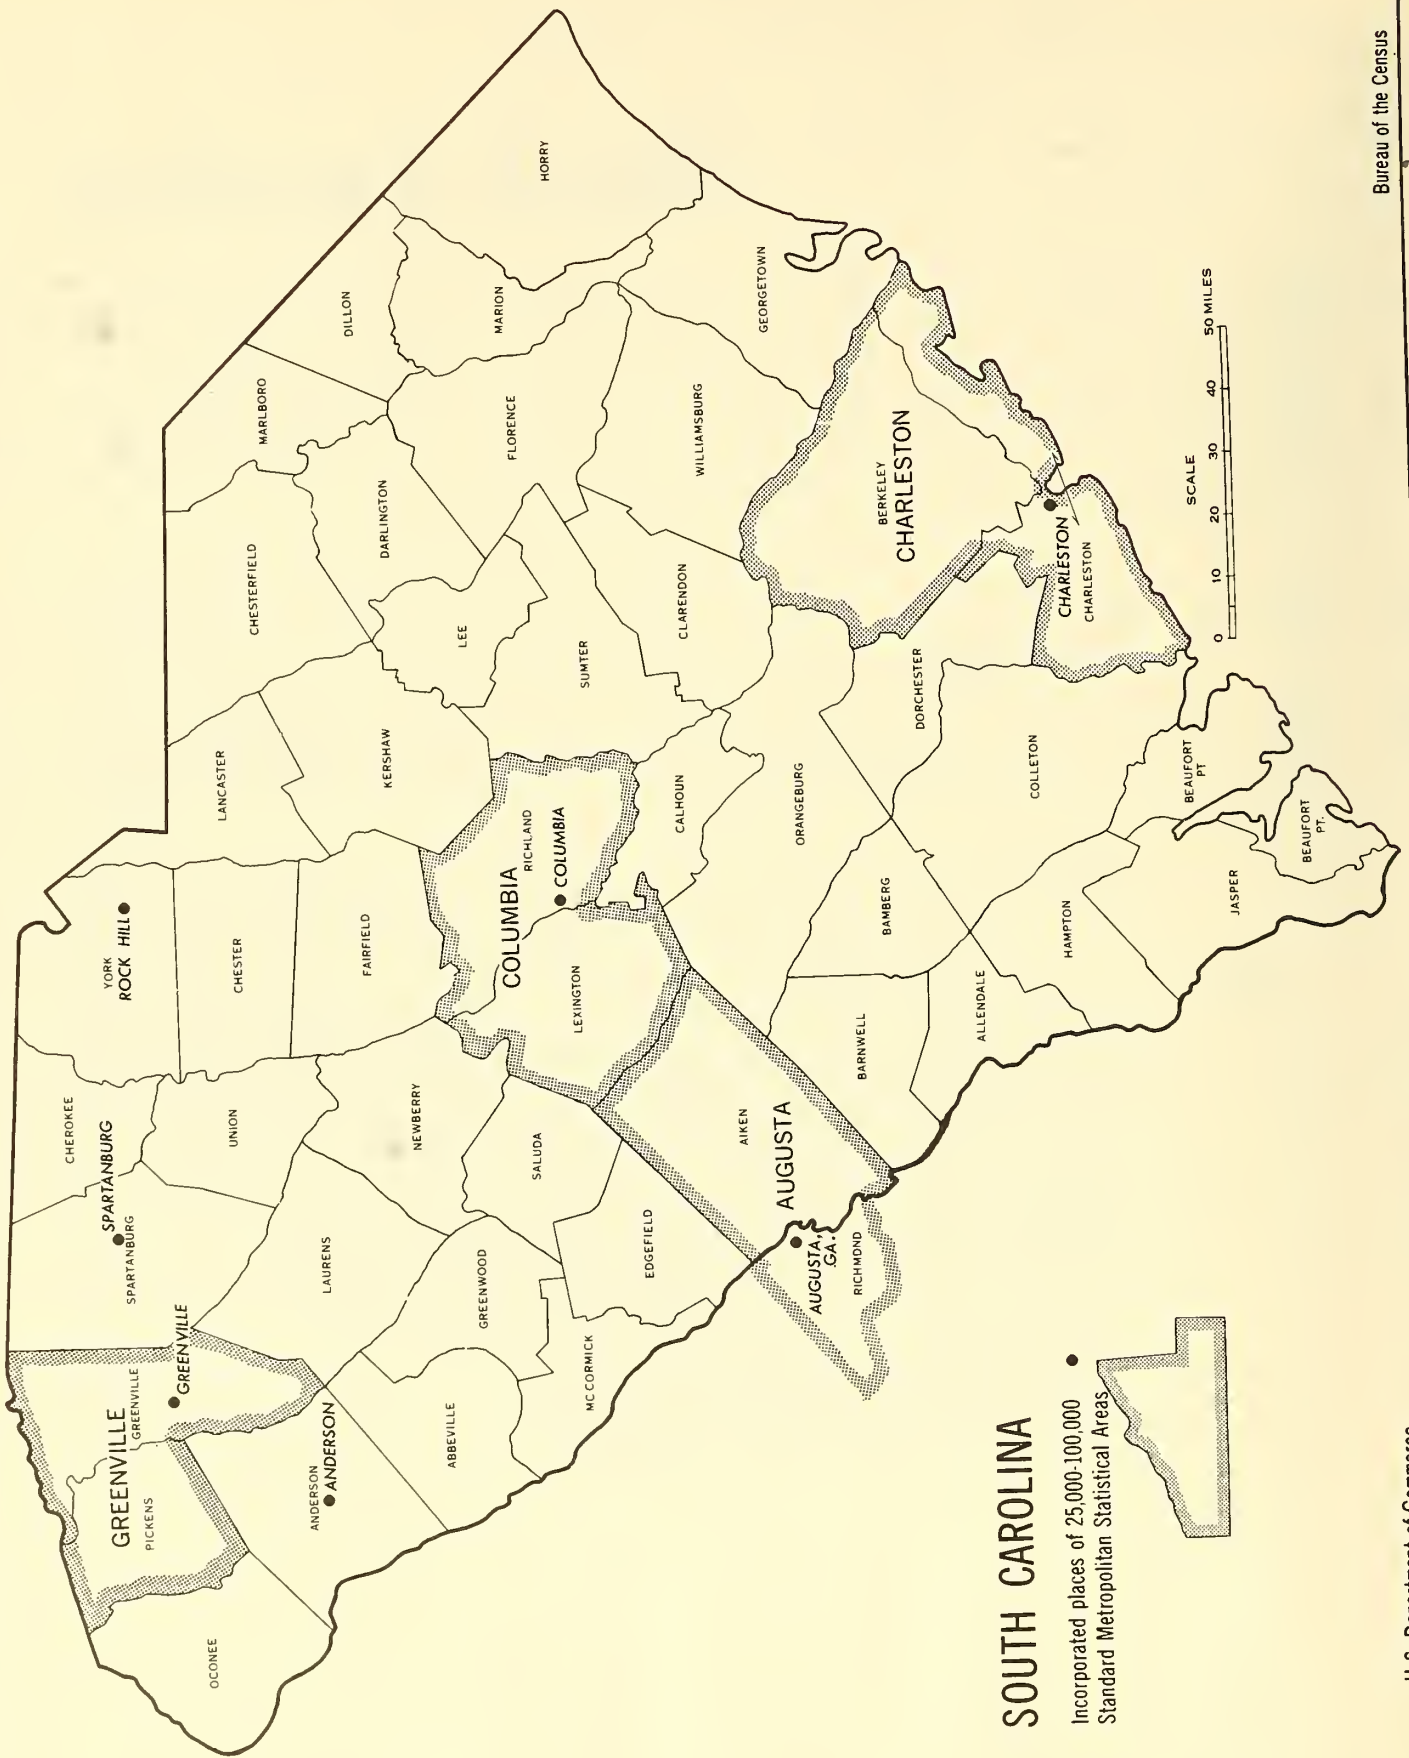 SOUTH CAROLINA
Incorporated places of 25,000-100,000
Standard Metropolitan Statistical Areas
OCONEE
PICKENS
GREENVILLE
GREENVILLE
GREENVILLE
ANDERSON
ANDERSON
SPARTANBURG
SPARTANBURG
CHEROKEE
YORK
ROCK HILL
UNION
CHESTER
LANCASTER
CHESTERFIELD
MARLBORO
DILLON
LAURENS
ABBEVILLE
GREENWOOD
NEWBERRY
FAIRFIELD
KERSHAW
DARLINGTON
LEE
FLORENCE
MARION
HORRY
MC CORMICK
EDGEFIELD
SALUDA
LEXINGTON
COLUMBIA
RICHLAND
COLUMBIA
SUMTER
CALHOUN
CLARENDON
WILLIAMSBURG
GEORGETOWN
AIKEN
AUGUSTA
AUGUSTA,
GA.
RICHMOND
ORANGEBURG
BARNWELL
BAMBERG
DORCHESTER
BERKELEY
CHARLESTON
CHARLESTON
CHARLESTON
ALLENDALE
HAMPTON
COLLETON
JASPER
BEAUFORT
PT
BEAUFORT
PT.
SCALE
0 10 20 30 40 50 MILES
U.S. Department of Commerce
Bureau of the Census